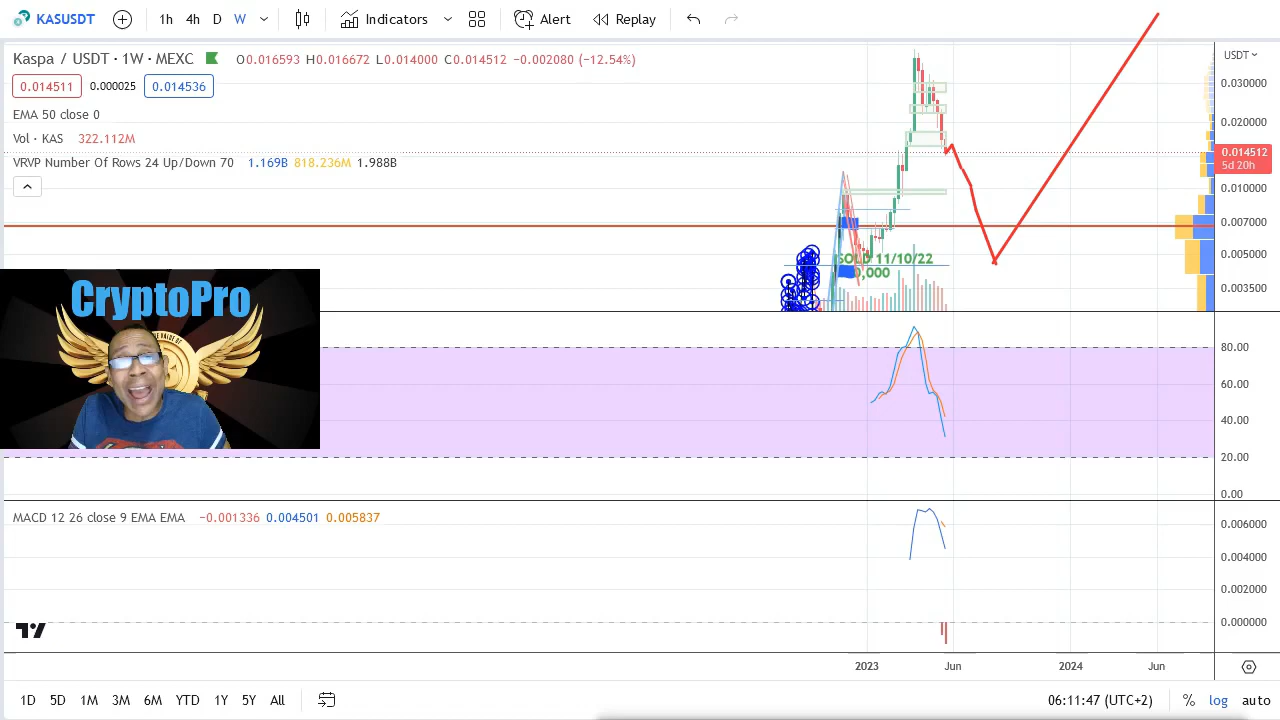 KASUSDT 1h 4h D W Indicators Alert Replay
Kaspa / USDT · 1W · MEXC O0.016593 H0.016672 L0.014000 C0.014512 −0.002080 (−12.54%)
0.014511 0.000025 0.014536
EMA 50 close 0
Vol · KAS 322.112M
VRVP Number Of Rows 24 Up/Down 70 1.169B 818.236M 1.988B
USDT
0.030000
0.020000
0.014512
5d 20h
0.010000
0.007000
0.005000
0.003500
SOLD 11/10/22
0,000
CryptoPro
80.00
60.00
40.00
20.00
0.00
MACD 12 26 close 9 EMA EMA −0.001336 0.004501 0.005837
0.006000
0.004000
0.002000
0.000000
2023 Jun 2024 Jun
1D 5D 1M 3M 6M YTD 1Y 5Y All 06:11:47 (UTC+2) % log auto